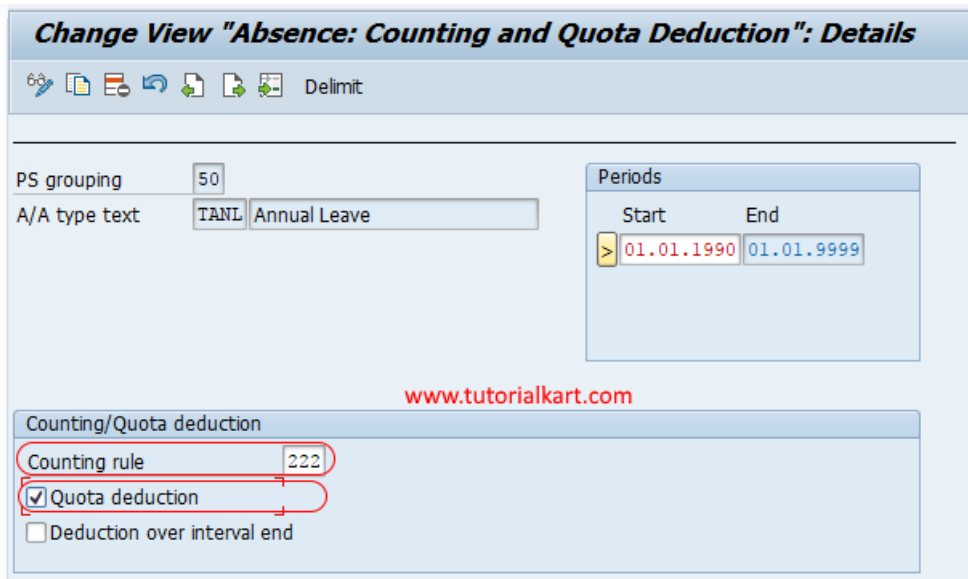 Change View "Absence: Counting and Quota Deduction": Details
Delimit
PS grouping 50
A/A type text TANL Annual Leave
Periods
Start End
> 01.01.1990 01.01.9999
www.tutorialkart.com
Counting/Quota deduction
Counting rule 222
Quota deduction
Deduction over interval end